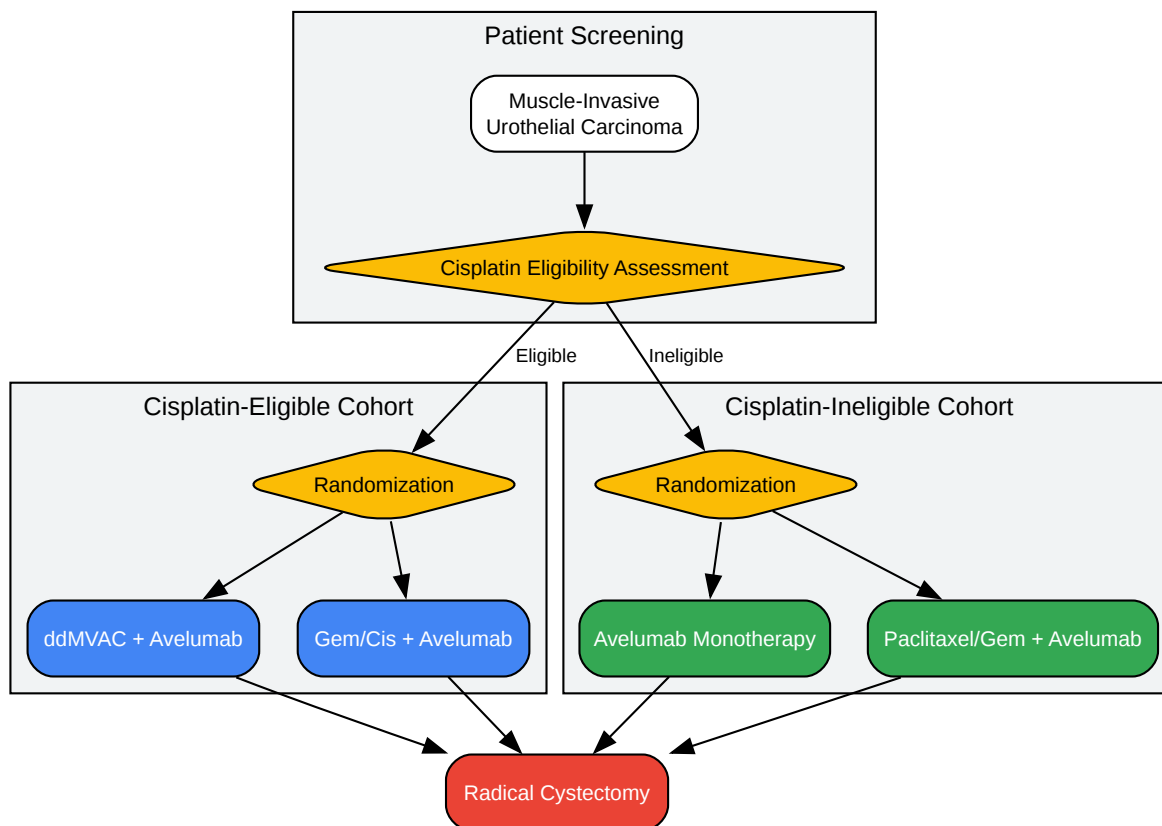 Patient Screening
Muscle-Invasive
Urothelial Carcinoma
Cisplatin Eligibility Assessment
Eligible
Ineligible
Cisplatin-Eligible Cohort
Cisplatin-Ineligible Cohort
Randomization
Randomization
ddMVAC + Avelumab
Gem/Cis + Avelumab
Avelumab Monotherapy
Paclitaxel/Gem + Avelumab
Radical Cystectomy